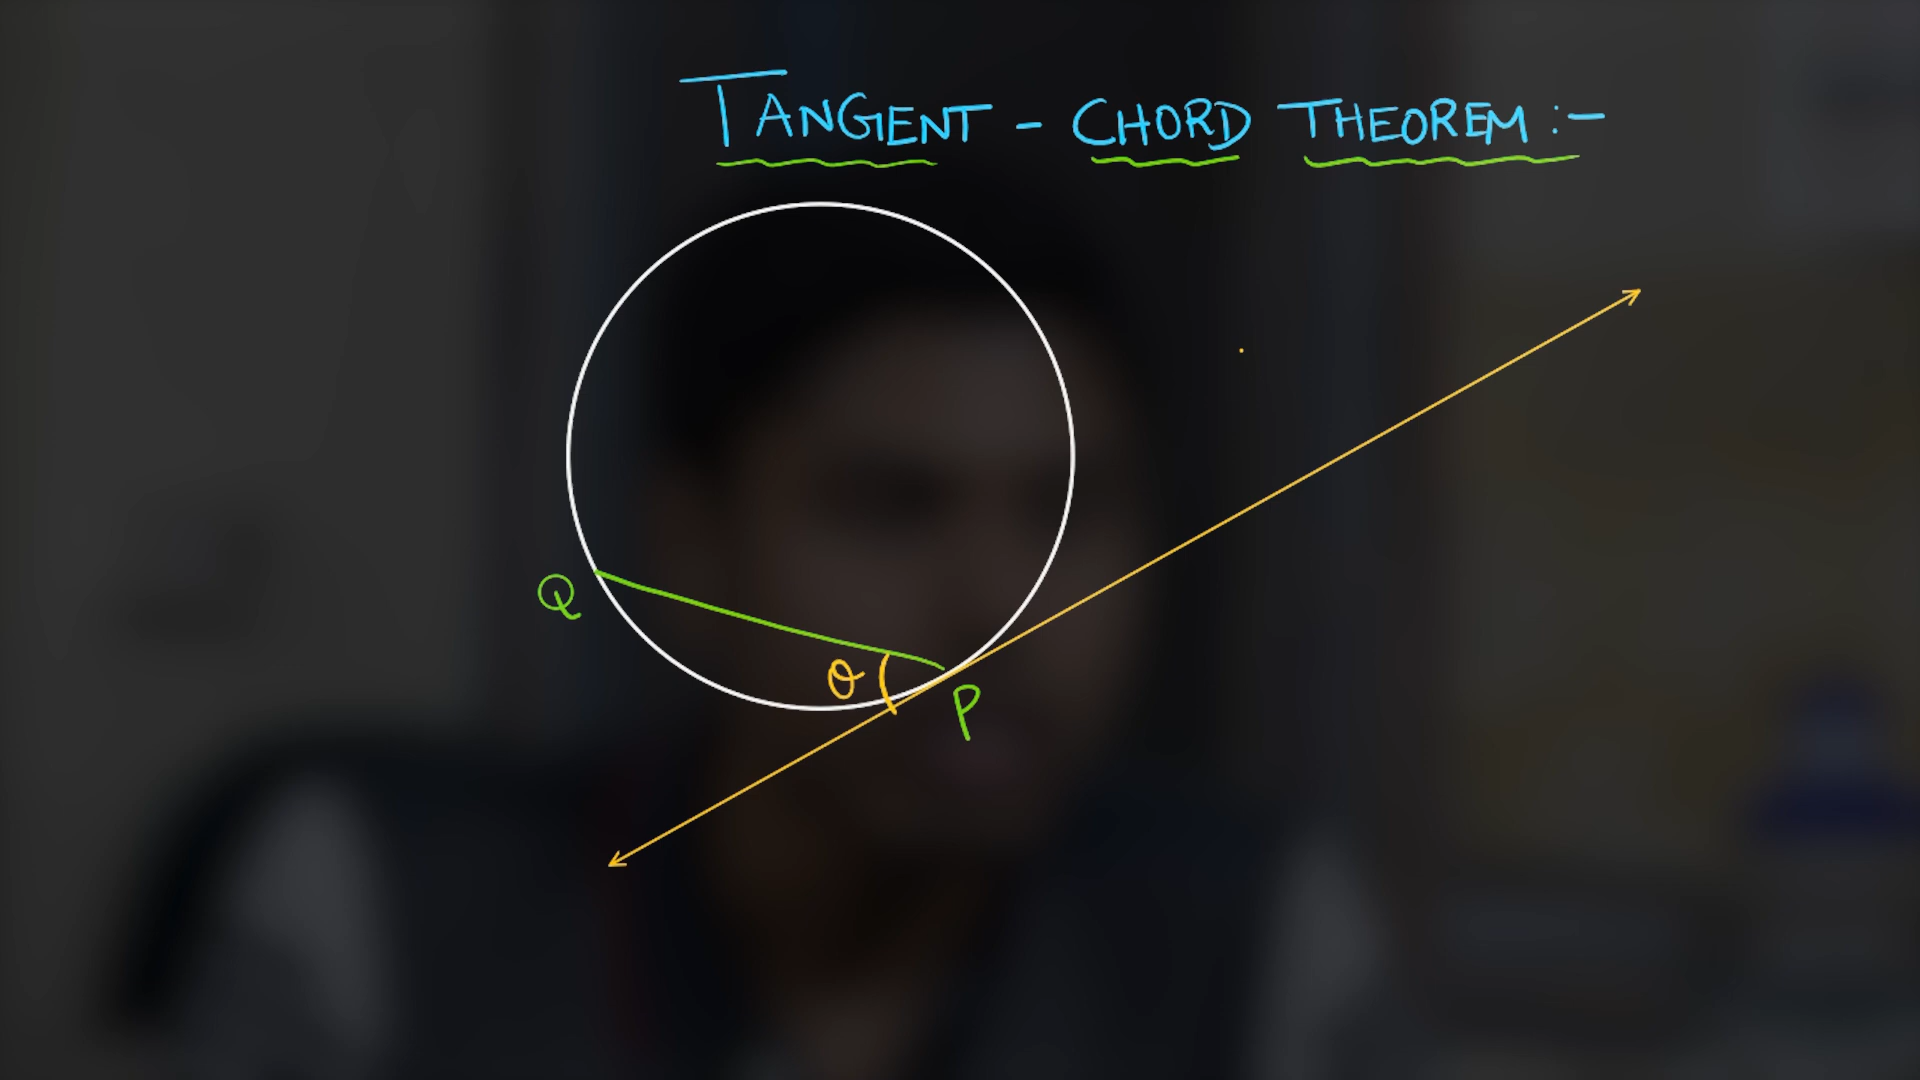 TANGENT - CHORD THEOREM :-
Q
θ
P